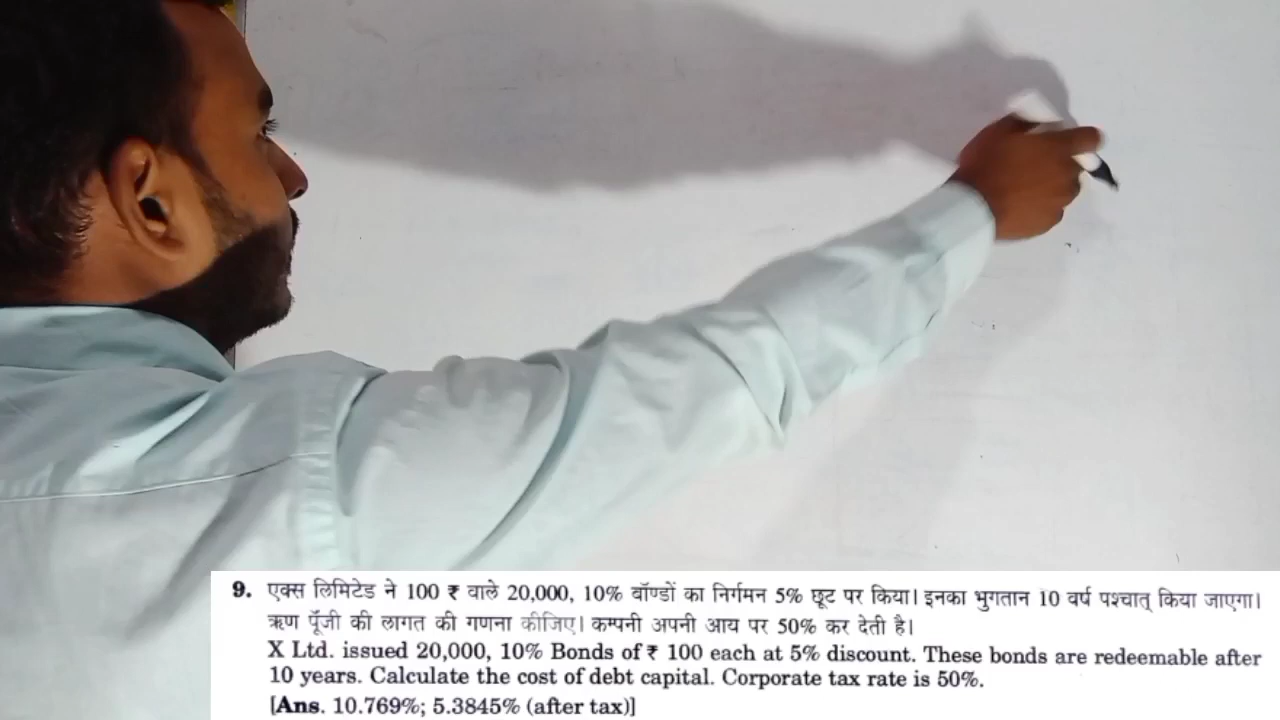 9. एक्स लिमिटेड ने 100 ₹ वाले 20,000, 10% बॉण्डों का निर्गमन 5% छूट पर किया। इनका भुगतान 10 वर्ष पश्चात् किया जाएगा।
ऋण पूँजी की लागत की गणना कीजिए। कम्पनी अपनी आय पर 50% कर देती है।
X Ltd. issued 20,000, 10% Bonds of ₹ 100 each at 5% discount. These bonds are redeemable after
10 years. Calculate the cost of debt capital. Corporate tax rate is 50%.
[Ans. 10.769%; 5.3845% (after tax)]